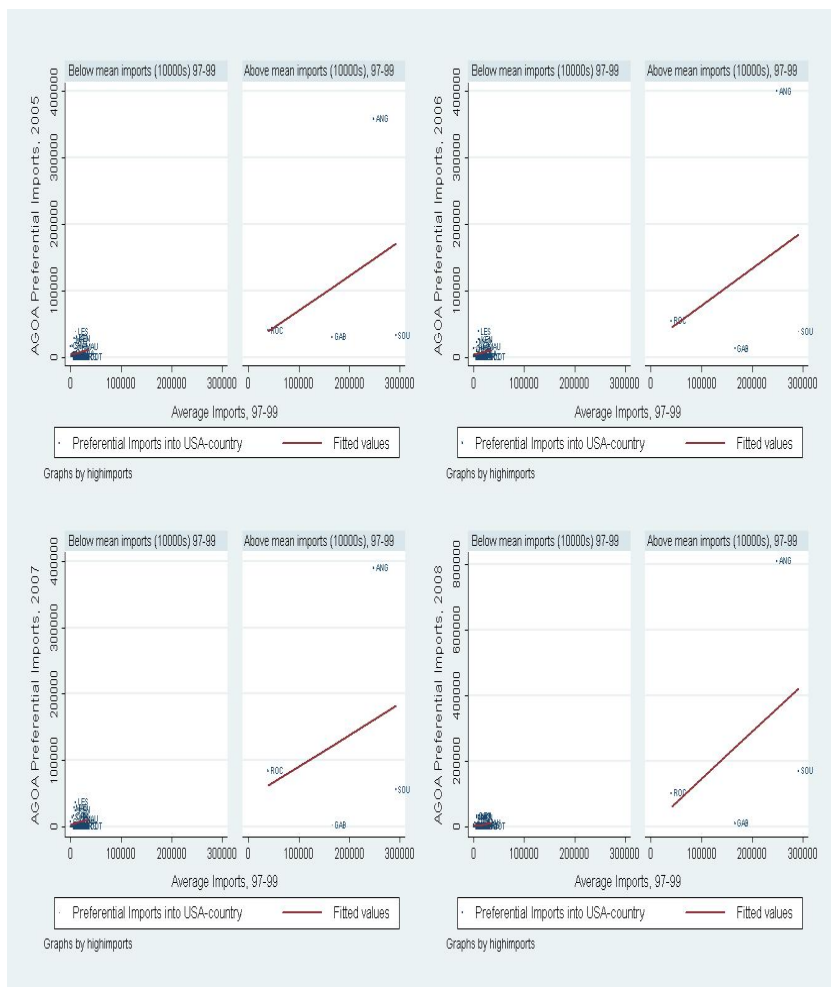 Below mean imports (10000s) 97-99
Above mean imports (10000s), 97-99
AGOA Preferential Imports, 2005
400000
300000
200000
100000
0
LES
ANG
ROC
GAB
SOU
0 100000 200000 300000
0 100000 200000 300000
Average Imports, 97-99
Preferential Imports into USA-country
Fitted values
Graphs by highimports
Below mean imports (10000s) 97-99
Above mean imports (10000s), 97-99
AGOA Preferential Imports, 2006
400000
300000
200000
100000
0
LES
ANG
ROC
GAB
SOU
0 100000 200000 300000
0 100000 200000 300000
Average Imports, 97-99
Preferential Imports into USA-country
Fitted values
Graphs by highimports
Below mean imports (10000s) 97-99
Above mean imports (10000s), 97-99
AGOA Preferential Imports, 2007
400000
300000
200000
100000
0
LES
ANG
ROC
GAB
SOU
0 100000 200000 300000
0 100000 200000 300000
Average Imports, 97-99
Preferential Imports into USA-country
Fitted values
Graphs by highimports
Below mean imports (10000s) 97-99
Above mean imports (10000s), 97-99
AGOA Preferential Imports, 2008
800000
600000
400000
200000
0
ANG
SOU
ROC
GAB
0 100000 200000 300000
0 100000 200000 300000
Average Imports, 97-99
Preferential Imports into USA-country
Fitted values
Graphs by highimports